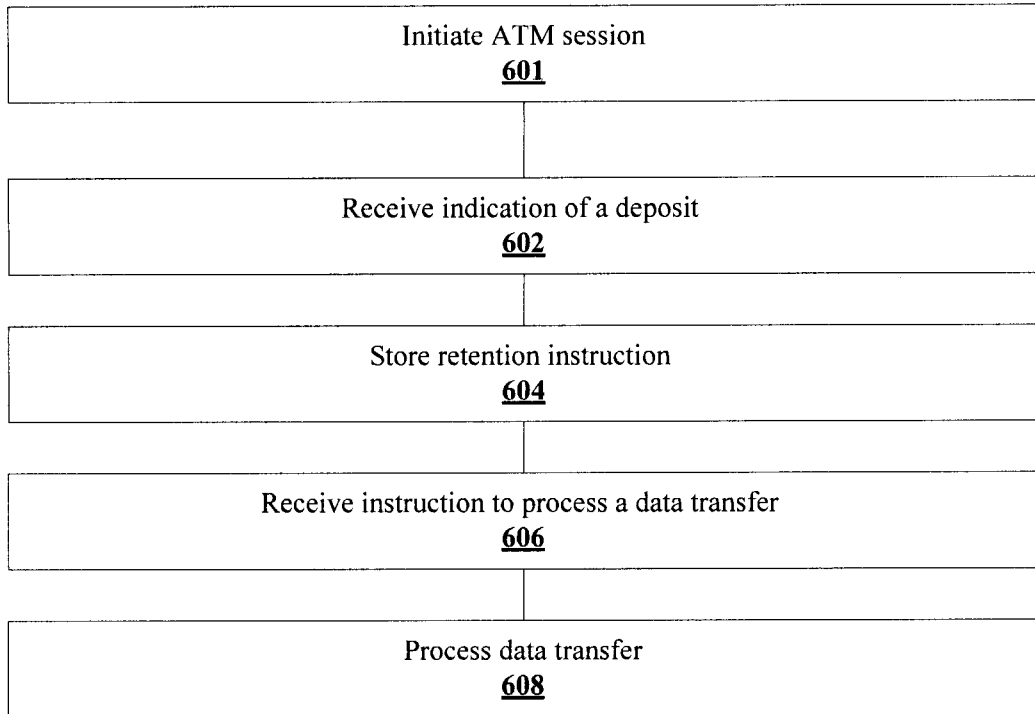 Initiate ATM session
601
Receive indication of a deposit
602
Store retention instruction
604
Receive instruction to process a data transfer
606
Process data transfer
608